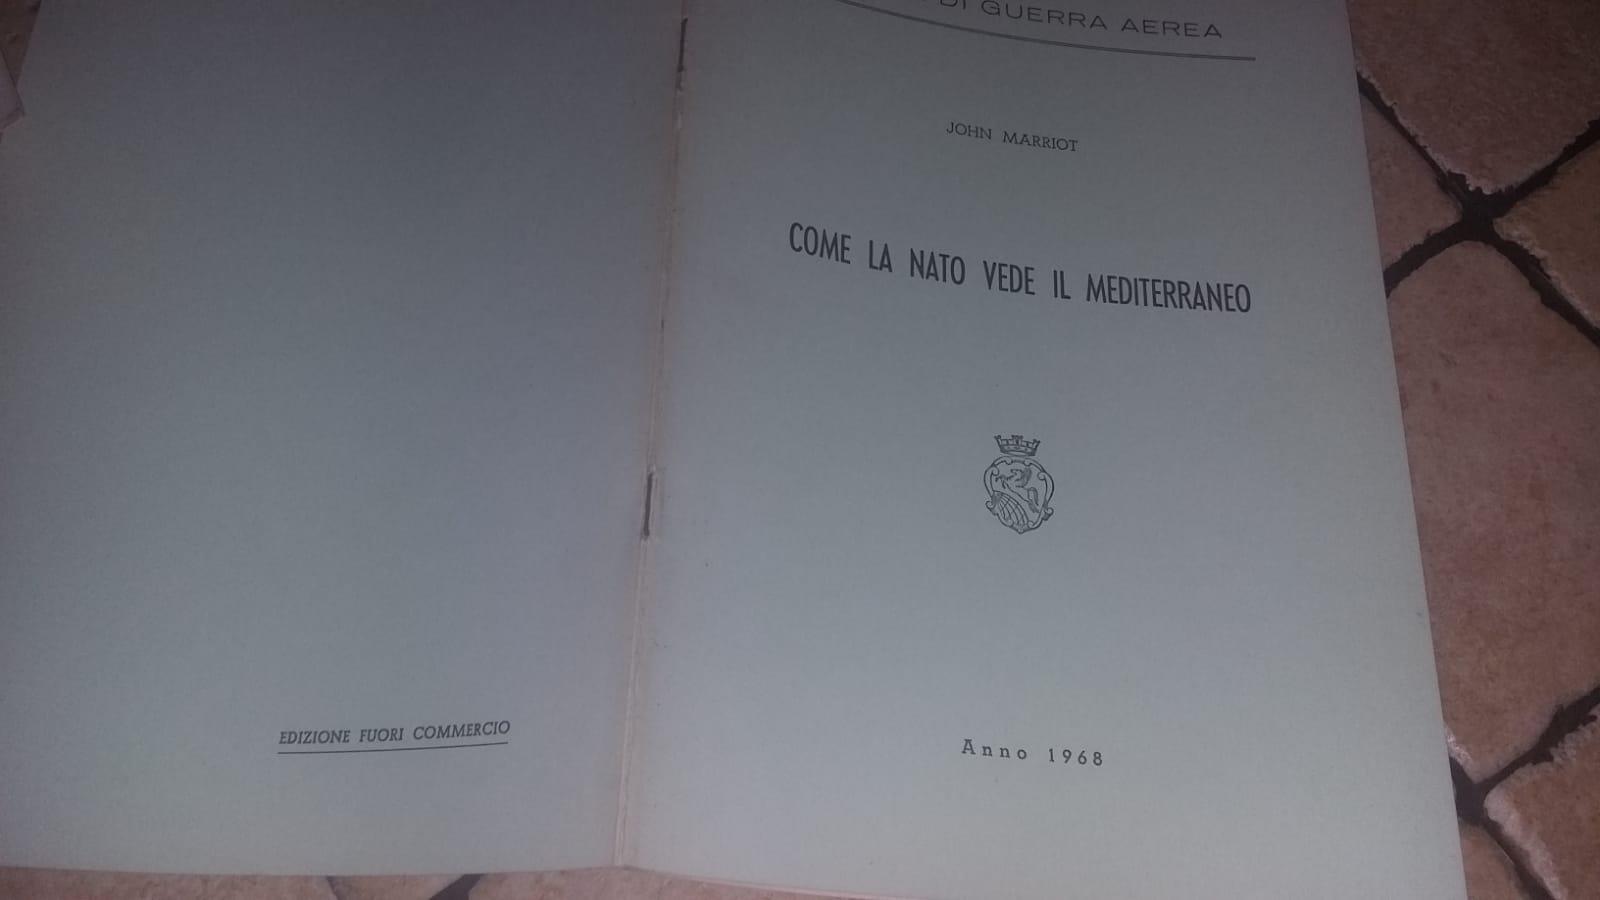 DI GUERRA AEREA
JOHN MARRIOT
COME LA NATO VEDE IL MEDITERRANEO
Anno 1968
EDIZIONE FUORI COMMERCIO